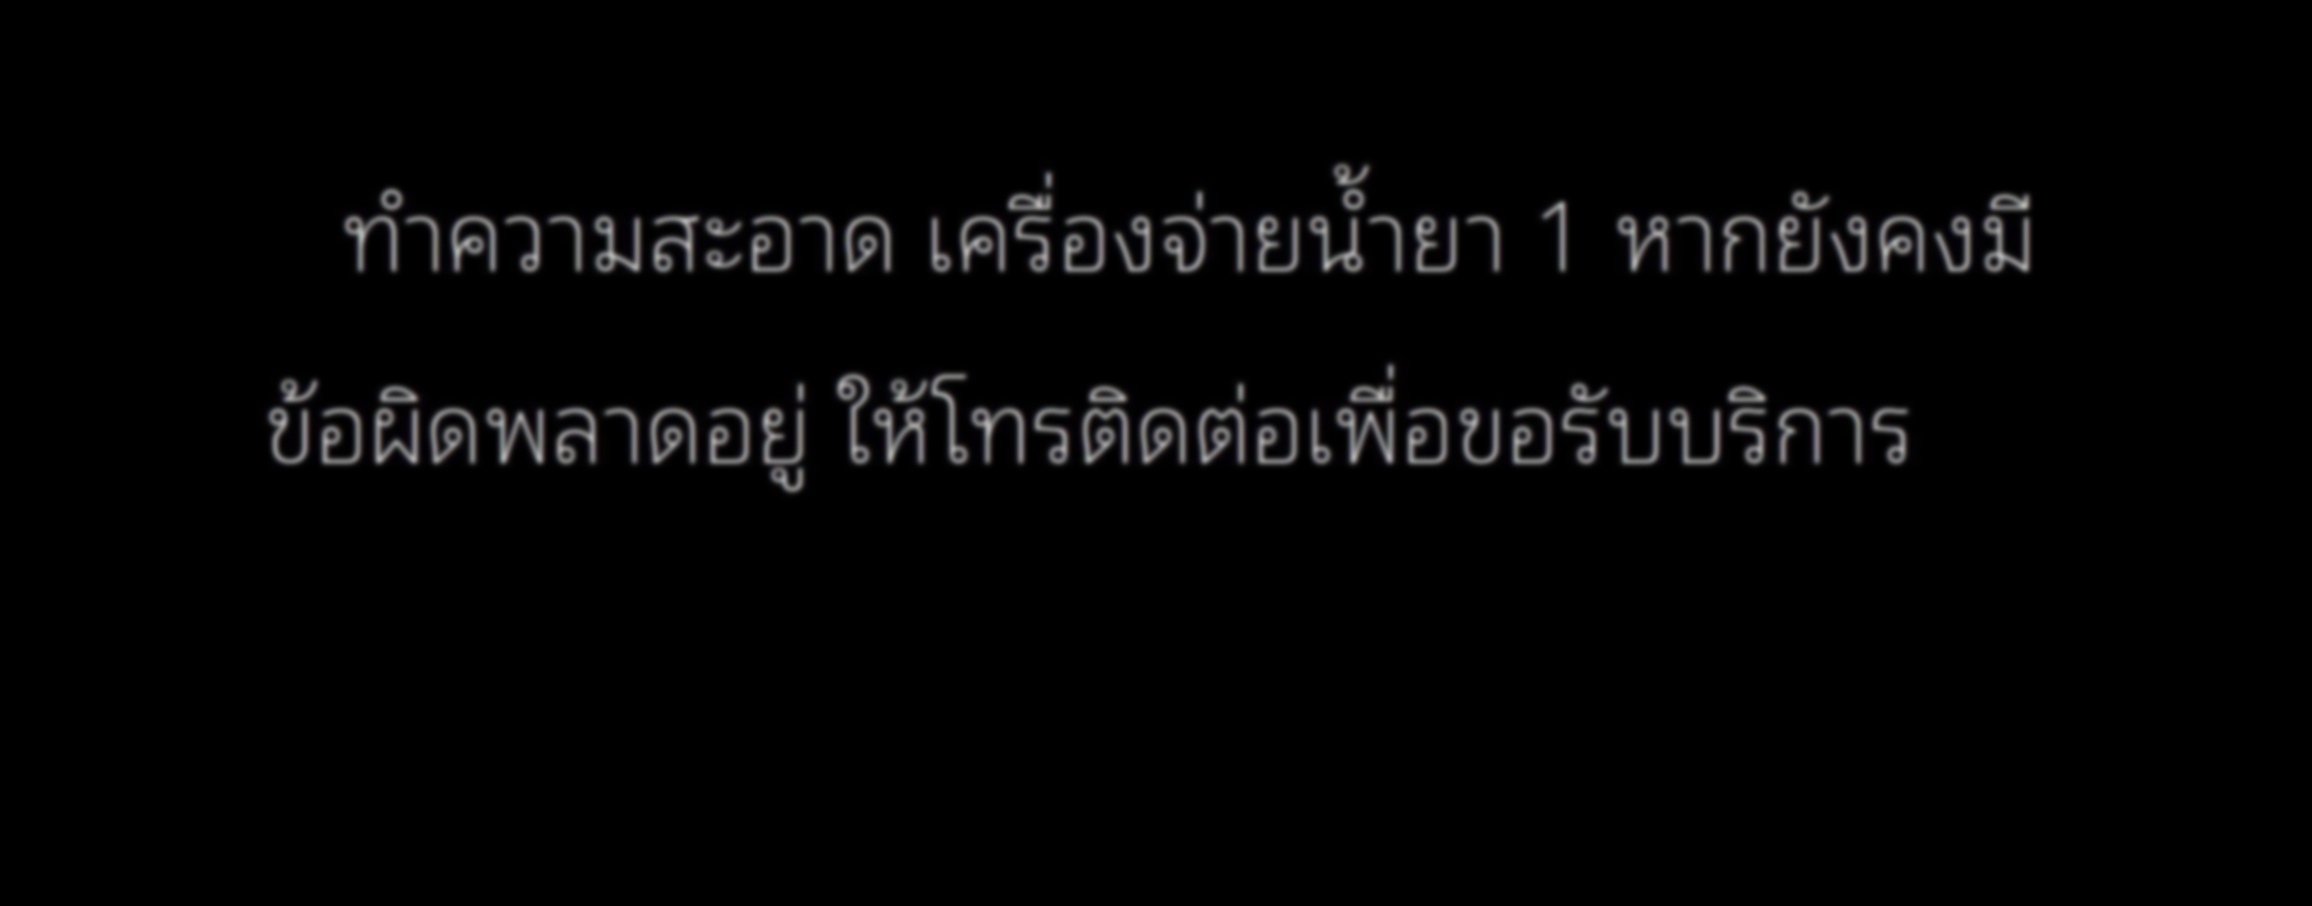 ทำความสะอาด เครื่องจ่ายน้ำยา 1 หากยังคงมี
ข้อผิดพลาดอยู่ ให้โทรติดต่อเพื่อขอรับบริการ